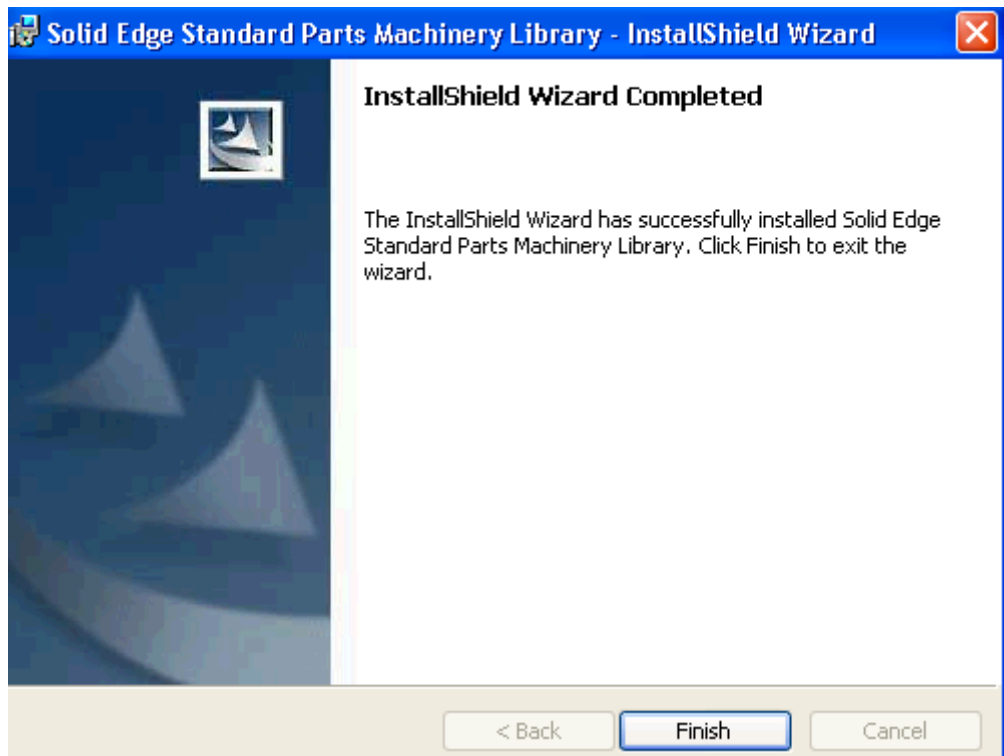 Solid Edge Standard Parts Machinery Library - InstallShield Wizard
InstallShield Wizard Completed
The InstallShield Wizard has successfully installed Solid Edge
Standard Parts Machinery Library. Click Finish to exit the
wizard.
< Back Finish Cancel